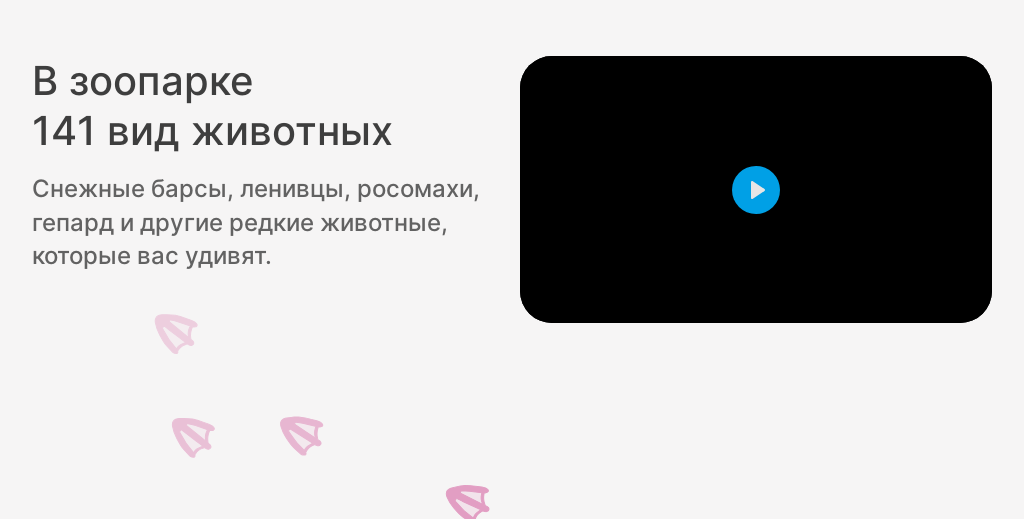 В зоопарке
141 вид животных
Снежные барсы, ленивцы, росомахи,
гепард и другие редкие животные,
которые вас удивят.